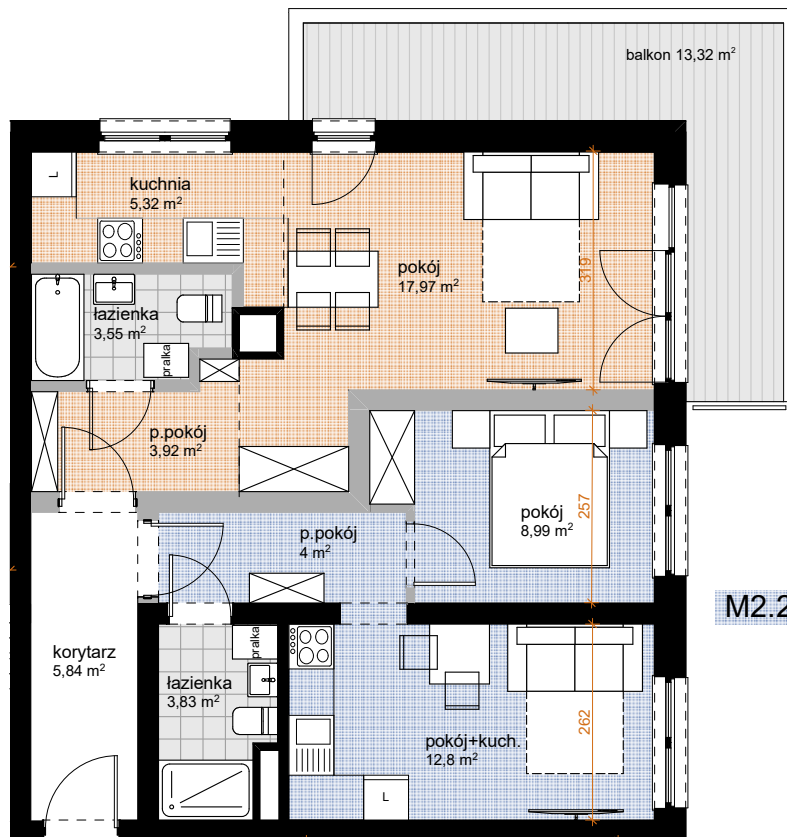 balkon 13,32 m²
L
kuchnia
5,32 m²
pokój
17,97 m²
319
łazienka
3,55 m²
pralka
p.pokój
3,92 m²
pokój
8,99 m²
257
p.pokój
4 m²
M2.2
korytarz
5,84 m²
pralka
łazienka
3,83 m²
262
pokój+kuch.
12,8 m²
L